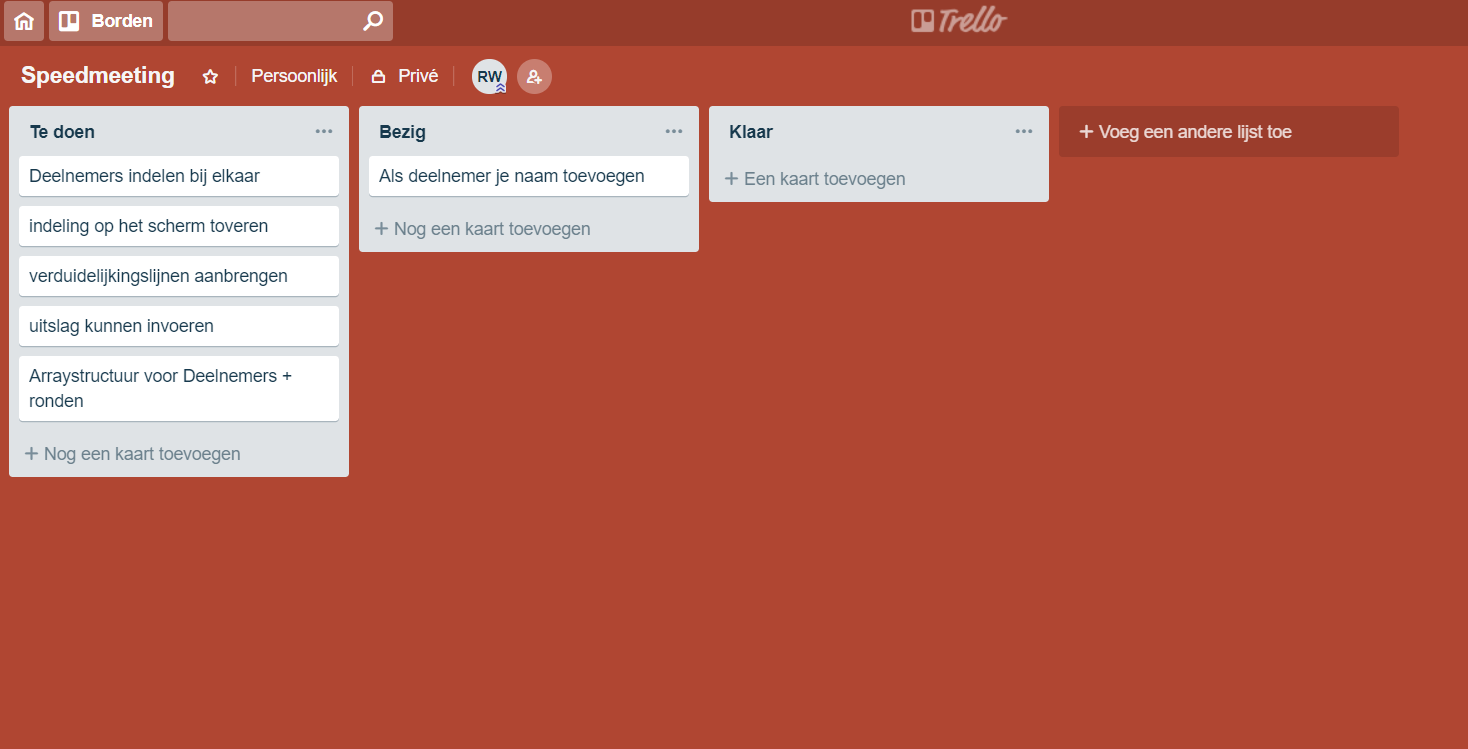 Borden
Trello
Speedmeeting
Persoonlijk
Privé
RW
Te doen
Deelnemers indelen bij elkaar
indeling op het scherm toveren
verduidelijkingslijnen aanbrengen
uitslag kunnen invoeren
Arraystructuur voor Deelnemers +
ronden
+ Nog een kaart toevoegen
Bezig
Als deelnemer je naam toevoegen
+ Nog een kaart toevoegen
Klaar
+ Een kaart toevoegen
+ Voeg een andere lijst toe